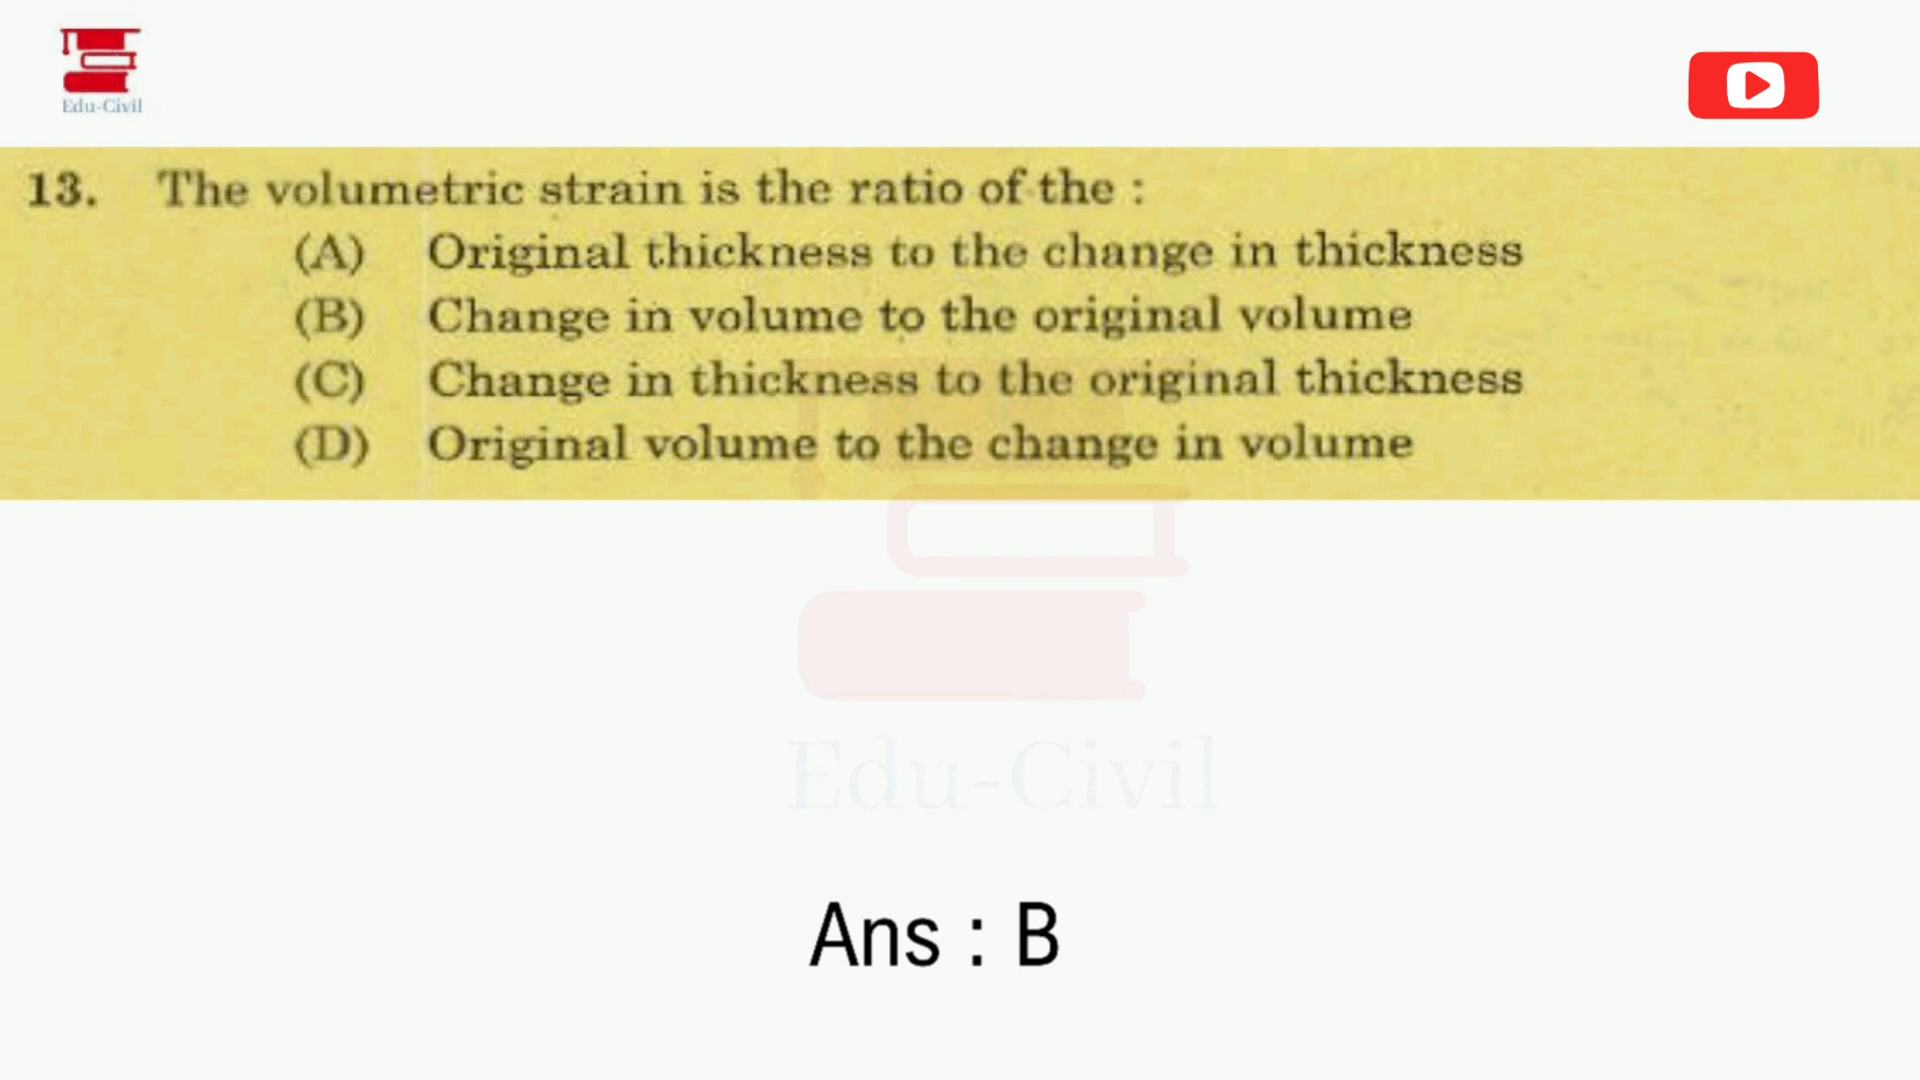 Edu-Civil
13. The volumetric strain is the ratio of the :
(A) Original thickness to the change in thickness
(B) Change in volume to the original volume
(C) Change in thickness to the original thickness
(D) Original volume to the change in volume
Edu-Civil
Ans : B